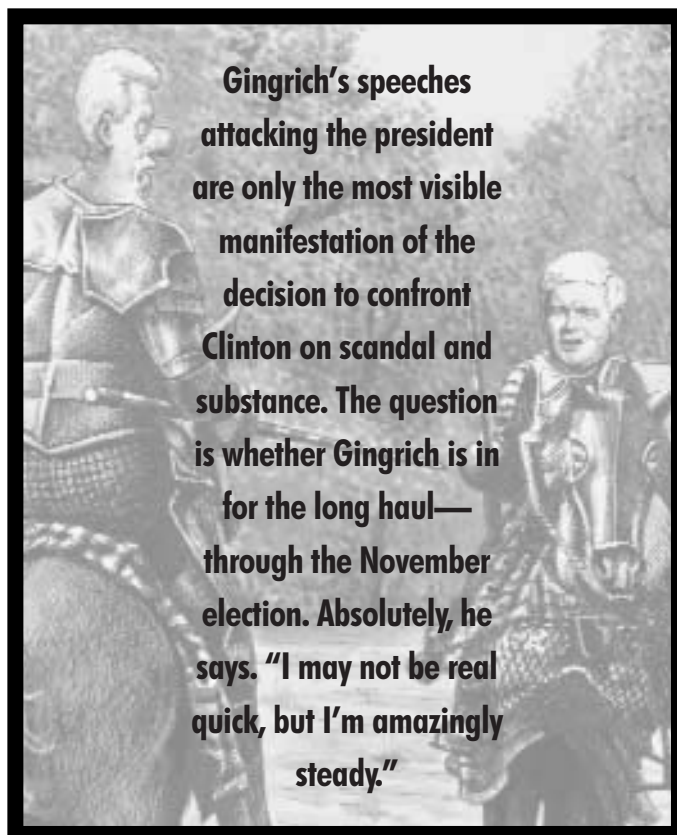 Gingrich’s speeches
attacking the president
are only the most visible
manifestation of the
decision to confront
Clinton on scandal and
substance. The question
is whether Gingrich is in
for the long haul—
through the November
election. Absolutely, he
says. “I may not be real
quick, but I’m amazingly
steady.”